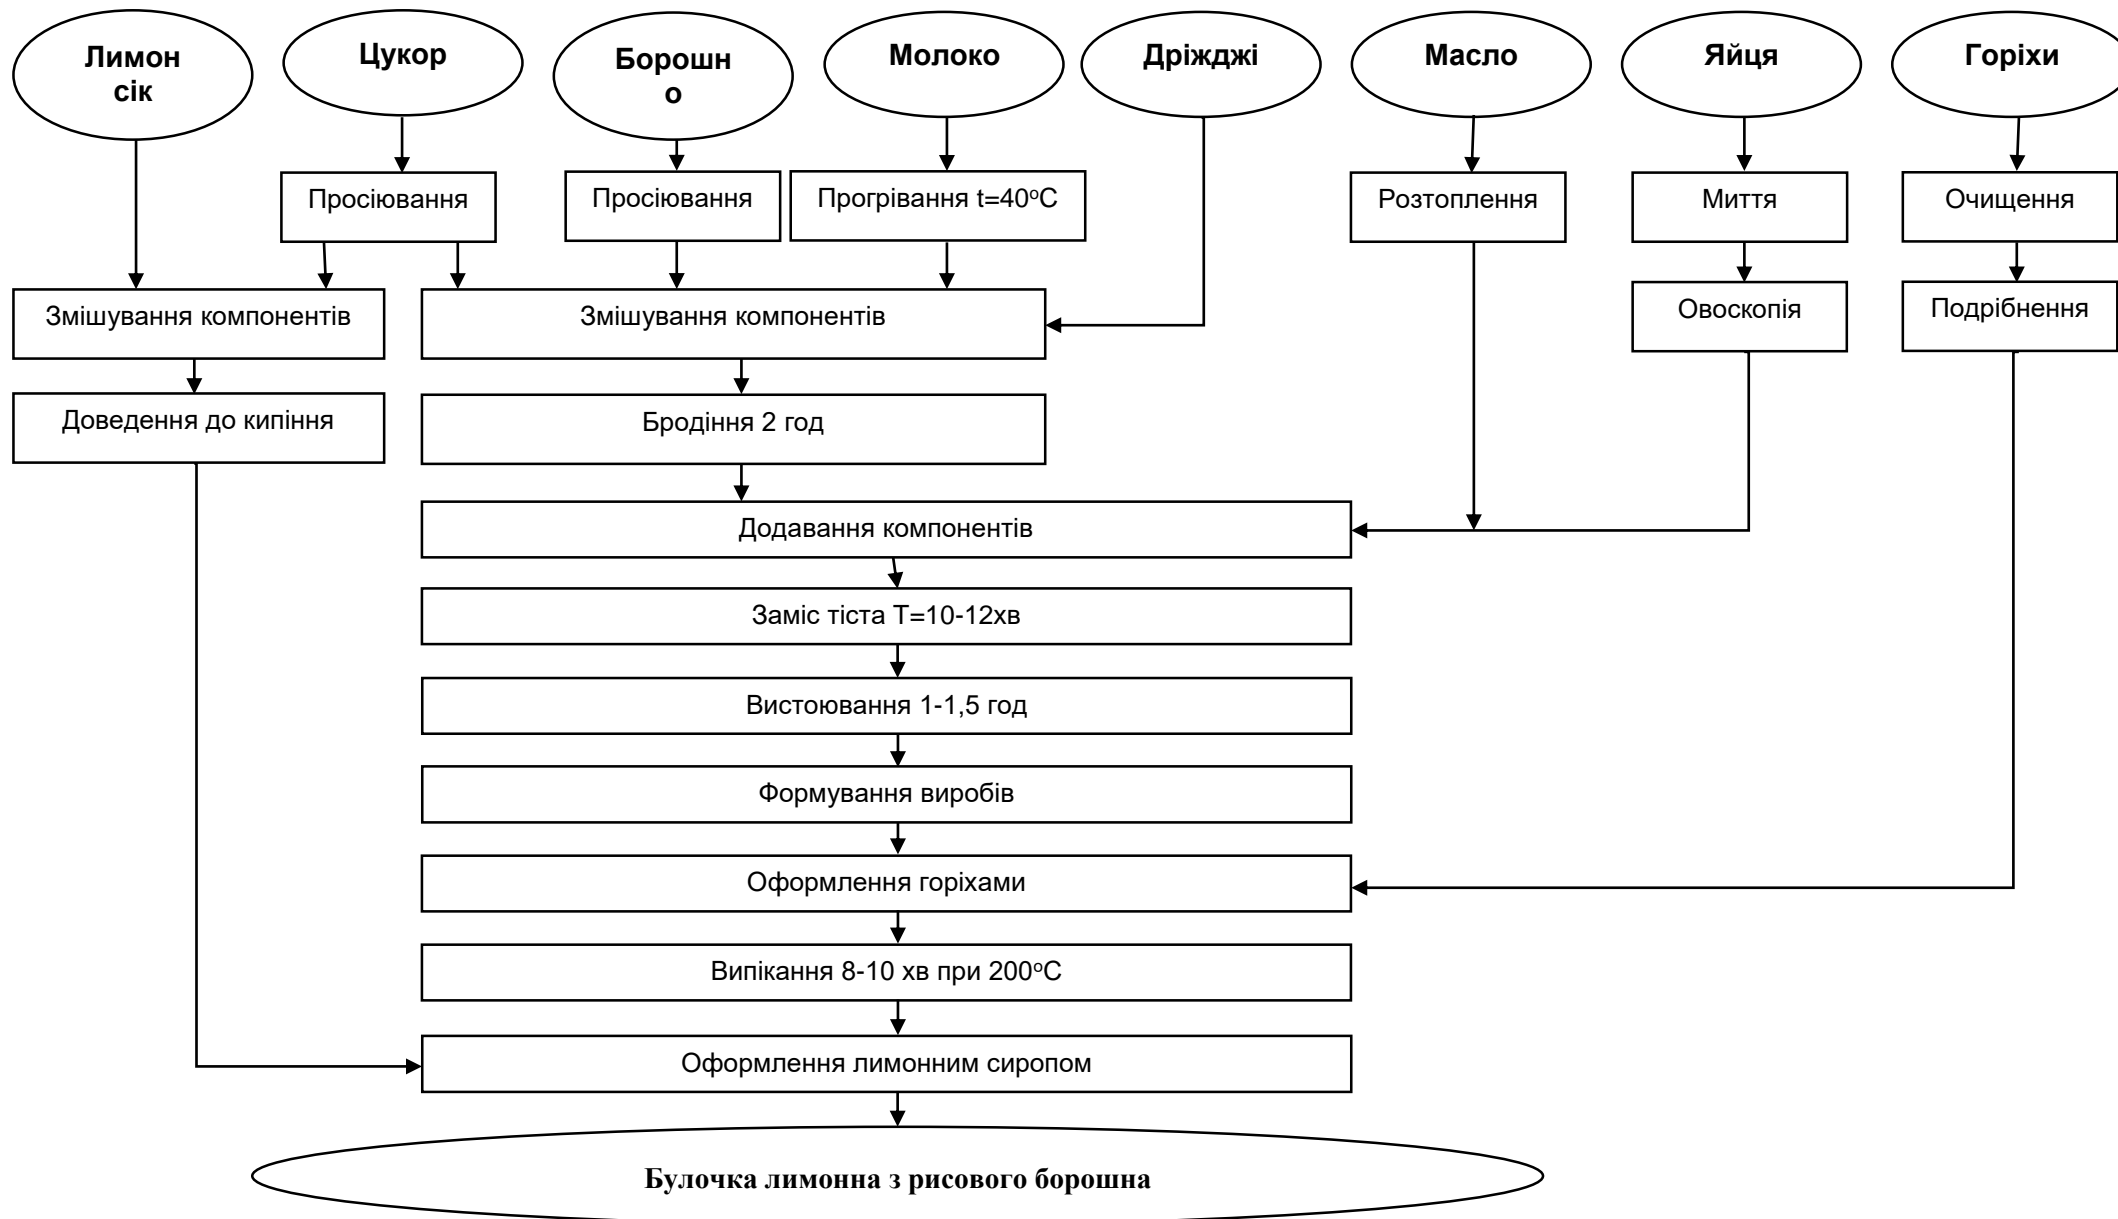 Лимон
сік
Цукор
Борошн
о
Молоко
Дріжджі
Масло
Яйця
Горіхи
Просіювання
Просіювання
Прогрівання t=40°С
Розтоплення
Миття
Очищення
Змішування компонентів
Змішування компонентів
Овоскопія
Подрібнення
Доведення до кипіння
Бродіння 2 год
Додавання компонентів
Заміс тіста Т=10-12хв
Вистоювання 1-1,5 год
Формування виробів
Оформлення горіхами
Випікання 8-10 хв при 200°С
Оформлення лимонним сиропом
Булочка лимонна з рисового борошна